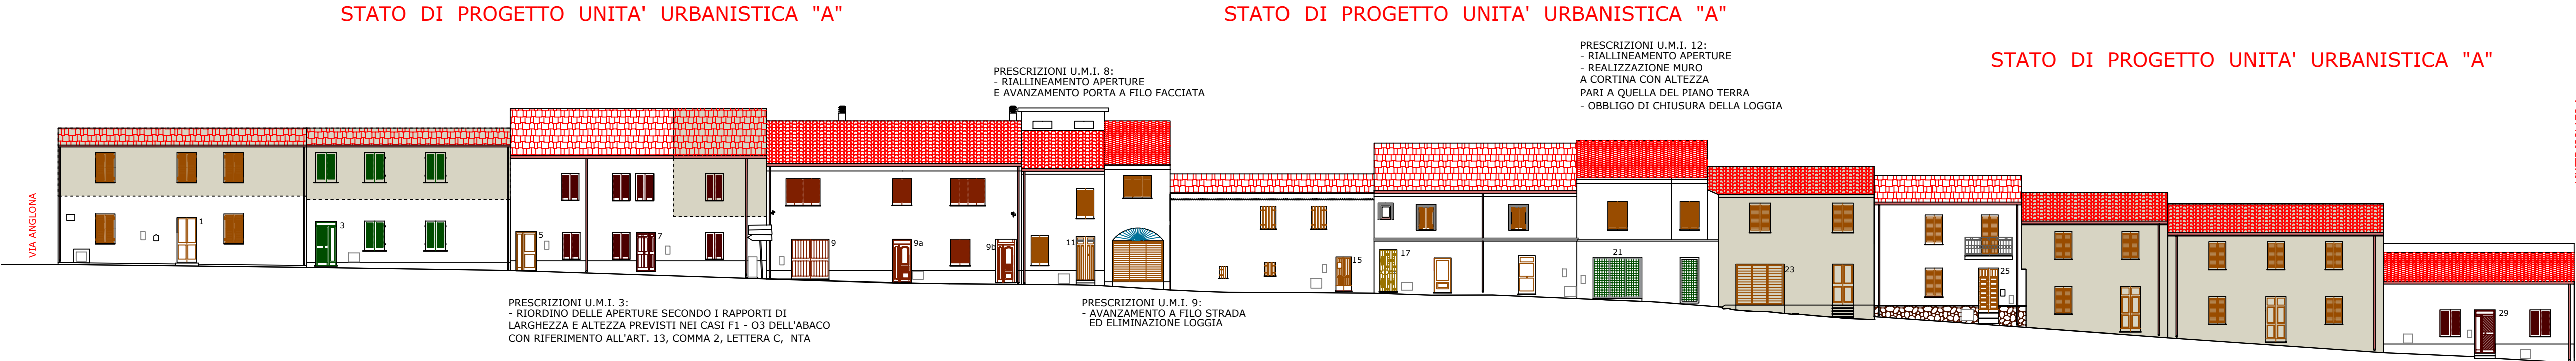 STATO DI PROGETTO UNITA' URBANISTICA "A"
STATO DI PROGETTO UNITA' URBANISTICA "A"
STATO DI PROGETTO UNITA' URBANISTICA "A"
PRESCRIZIONI U.M.I. 8:
- RIALLINEAMENTO APERTURE
E AVANZAMENTO PORTA A FILO FACCIATA
PRESCRIZIONI U.M.I. 12:
- RIALLINEAMENTO APERTURE
- REALIZZAZIONE MURO
A CORTINA CON ALTEZZA
PARI A QUELLA DEL PIANO TERRA
- OBBLIGO DI CHIUSURA DELLA LOGGIA
VIA ANGLONA
1
3
5
7
9
9a
9b
11
15
17
21
23
25
29
PRESCRIZIONI U.M.I. 3:
- RIORDINO DELLE APERTURE SECONDO I RAPPORTI DI
LARGHEZZA E ALTEZZA PREVISTI NEI CASI F1 - O3 DELL'ABACO
CON RIFERIMENTO ALL'ART. 13, COMMA 2, LETTERA C, NTA
PRESCRIZIONI U.M.I. 9:
- AVANZAMENTO A FILO STRADA
ED ELIMINAZIONE LOGGIA